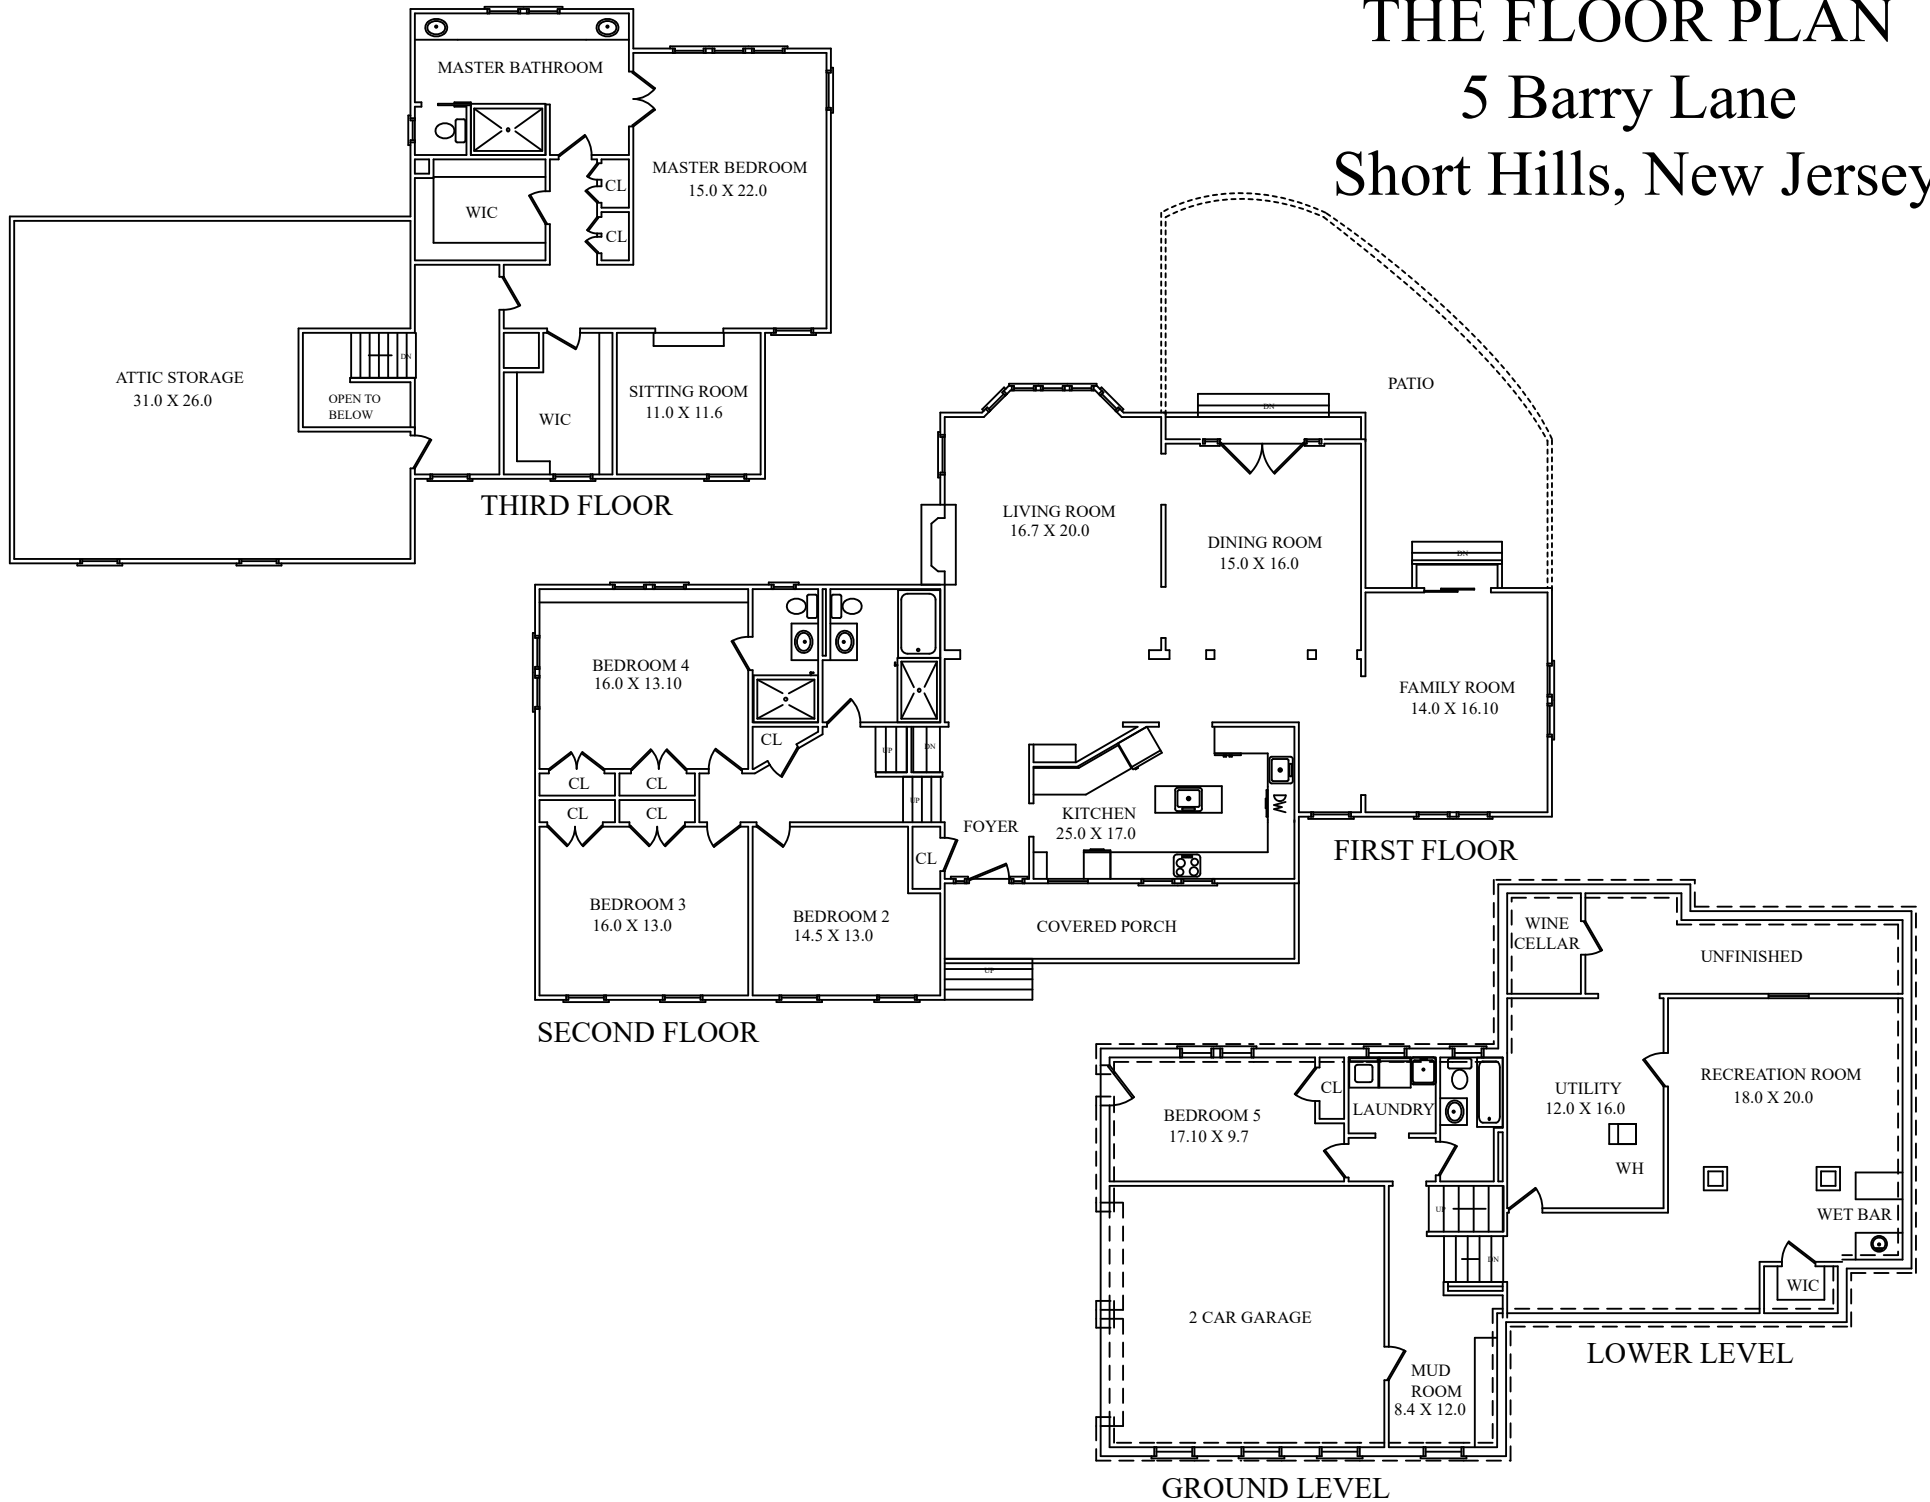 THE FLOOR PLAN
5 Barry Lane
Short Hills, New Jersey
MASTER BATHROOM
MASTER BEDROOM
15.0 X 22.0
CL
WIC
CL
ATTIC STORAGE
31.0 X 26.0
DN
OPEN TO
BELOW
WIC
SITTING ROOM
11.0 X 11.6
THIRD FLOOR
PATIO
DN
LIVING ROOM
16.7 X 20.0
DINING ROOM
15.0 X 16.0
DN
FAMILY ROOM
14.0 X 16.10
KITCHEN
25.0 X 17.0
DW
FOYER
COVERED PORCH
UP
FIRST FLOOR
BEDROOM 4
16.0 X 13.10
CL
UP
DN
UP
CL
CL
CL
CL
CL
BEDROOM 3
16.0 X 13.0
BEDROOM 2
14.5 X 13.0
SECOND FLOOR
WINE
CELLAR
UNFINISHED
UTILITY
12.0 X 16.0
WH
RECREATION ROOM
18.0 X 20.0
WET BAR
WIC
LOWER LEVEL
BEDROOM 5
17.10 X 9.7
CL
LAUNDRY
UP
DN
2 CAR GARAGE
MUD
ROOM
8.4 X 12.0
GROUND LEVEL